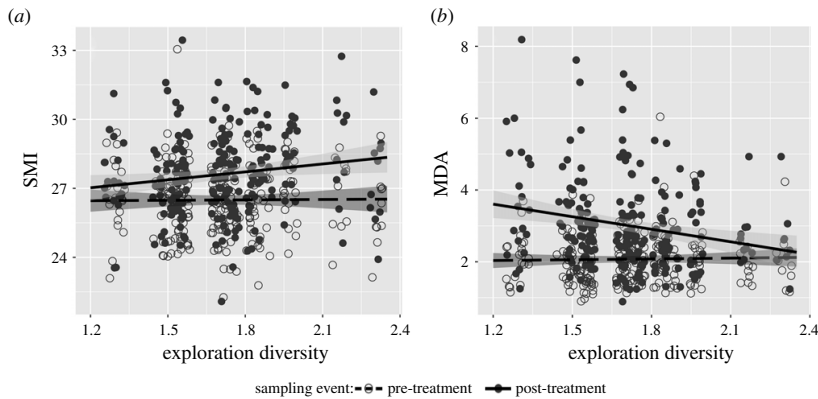 (a)
(b)
33
30
27
24
SMI
1.2 1.5 1.8 2.1 2.4
exploration diversity
8
6
4
2
MDA
1.2 1.5 1.8 2.1 2.4
exploration diversity
sampling event: pre-treatment post-treatment